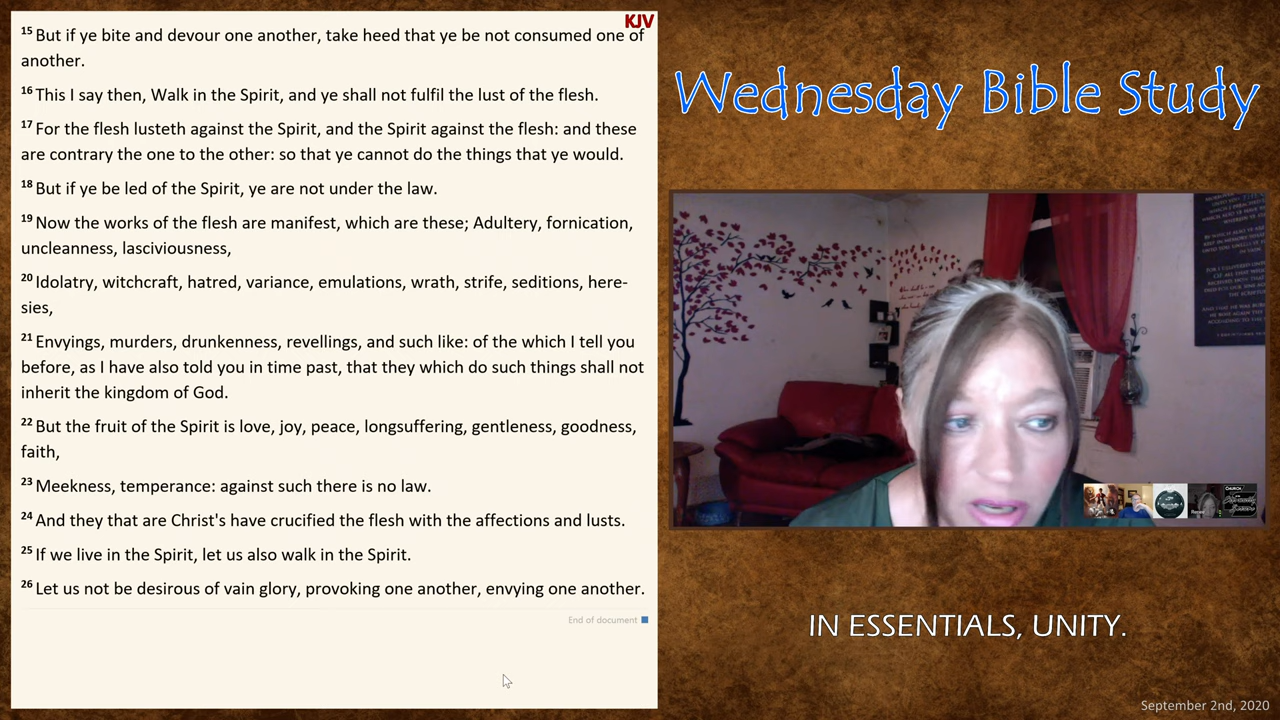 KJV
15 But if ye bite and devour one another, take heed that ye be not consumed one of
another.
16 This I say then, Walk in the Spirit, and ye shall not fulfil the lust of the flesh.
17 For the flesh lusteth against the Spirit, and the Spirit against the flesh: and these
are contrary the one to the other: so that ye cannot do the things that ye would.
18 But if ye be led of the Spirit, ye are not under the law.
19 Now the works of the flesh are manifest, which are these; Adultery, fornication,
uncleanness, lasciviousness,
20 Idolatry, witchcraft, hatred, variance, emulations, wrath, strife, seditions, here-
sies,
21 Envyings, murders, drunkenness, revellings, and such like: of the which I tell you
before, as I have also told you in time past, that they which do such things shall not
inherit the kingdom of God.
22 But the fruit of the Spirit is love, joy, peace, longsuffering, gentleness, goodness,
faith,
23 Meekness, temperance: against such there is no law.
24 And they that are Christ's have crucified the flesh with the affections and lusts.
25 If we live in the Spirit, let us also walk in the Spirit.
26 Let us not be desirous of vain glory, provoking one another, envying one another.
End of document
Wednesday Bible Study
IN ESSENTIALS, UNITY.
September 2nd, 2020